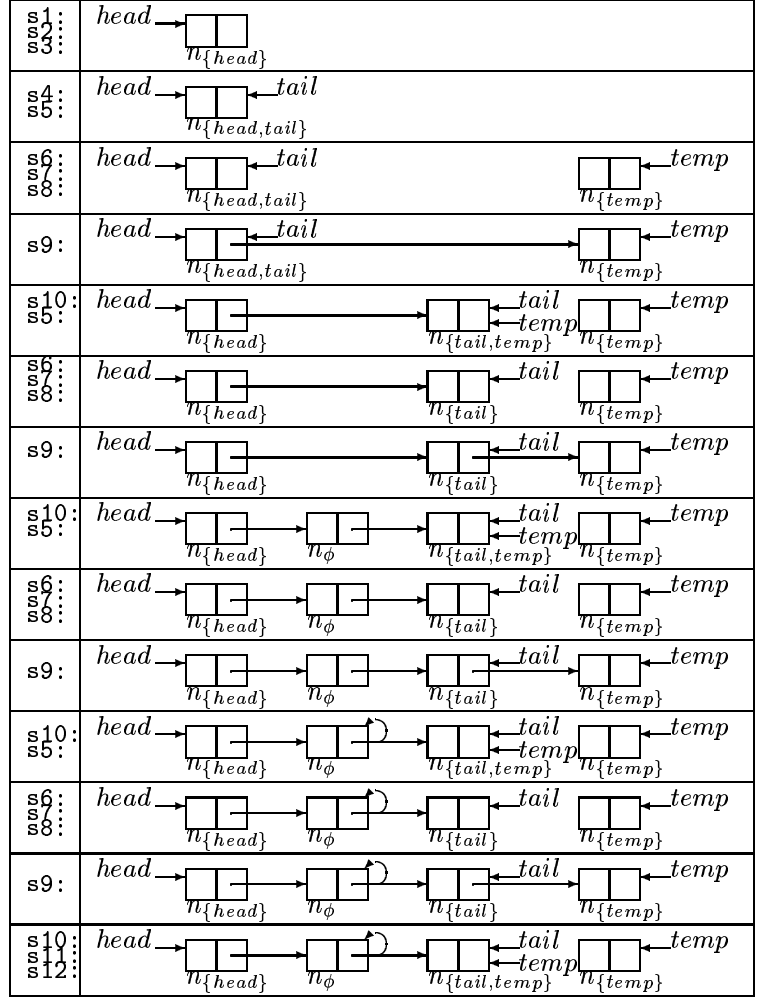 s1: head
s2:
s3: n{head}
s4: head tail
s5: n{head,tail}
s6: head tail temp
s7:
s8: n{head,tail} n{temp}
s9: head tail temp
n{head,tail} n{temp}
s10: head tail temp
s5: temp
n{head} n{tail,temp} n{temp}
s6: head tail temp
s7:
s8: n{head} n{tail} n{temp}
s9: head tail temp
n{head} n{tail} n{temp}
s10: head tail temp
s5: temp
n{head} nϕ n{tail,temp} n{temp}
s6: head tail temp
s7:
s8: n{head} nϕ n{tail} n{temp}
s9: head tail temp
n{head} nϕ n{tail} n{temp}
s10: head tail temp
s5: temp
n{head} nϕ n{tail,temp} n{temp}
s6: head tail temp
s7:
s8: n{head} nϕ n{tail} n{temp}
s9: head tail temp
n{head} nϕ n{tail} n{temp}
s10: head tail temp
s11: temp
s12: n{head} nϕ n{tail,temp} n{temp}